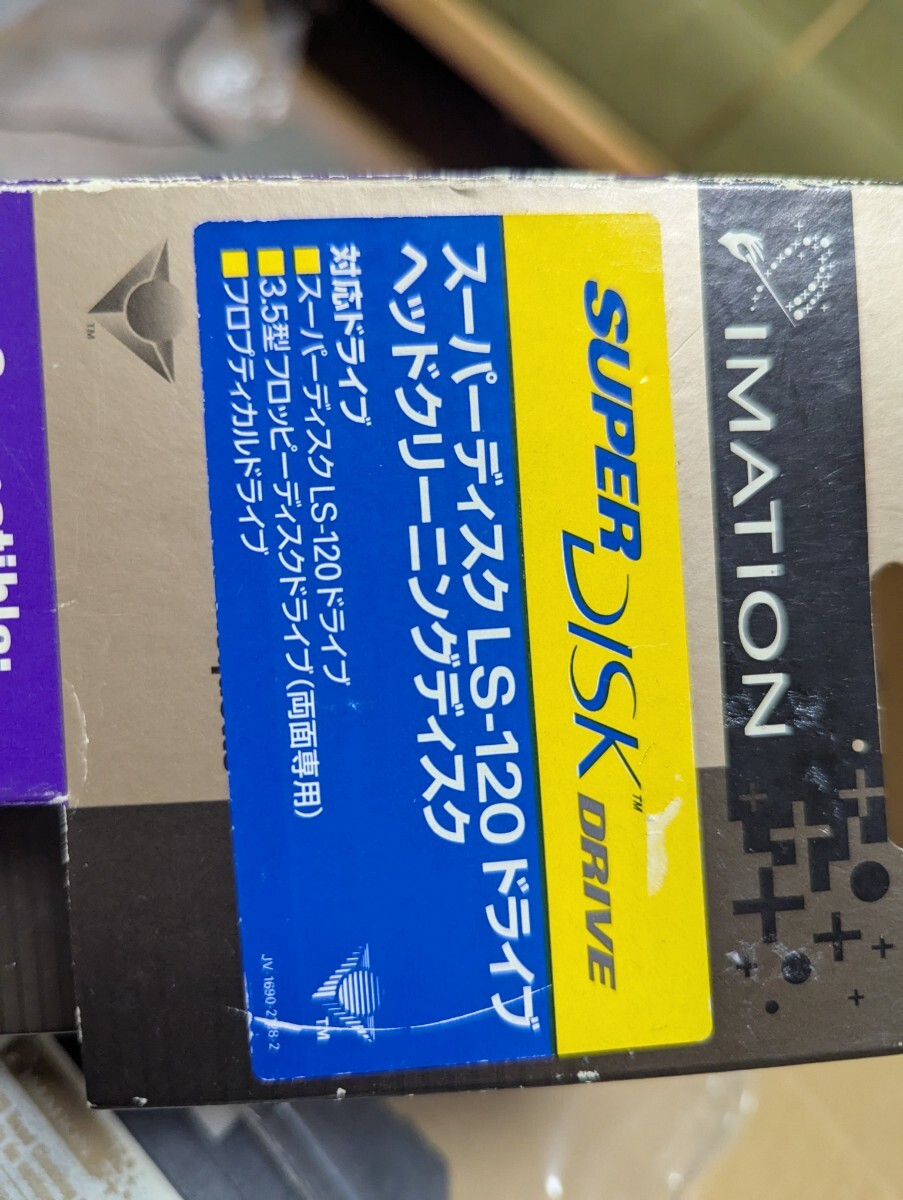 IMATION
SUPERDISK™ DRIVE
スーパーディスク LS-120 ドライブ
ヘッドクリーニングディスク
対応ドライブ
スーパーディスク LS-120 ドライブ
3.5型フロッピーディスクドライブ(両面専用)
フロプティカルドライブ
TM
TM